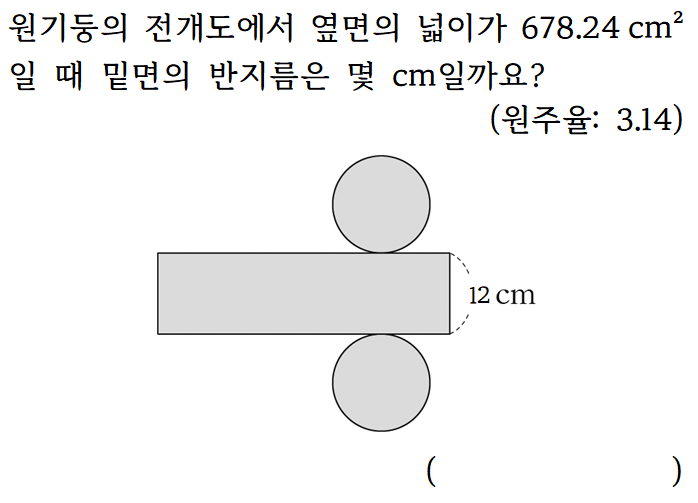 원기둥의 전개도에서 옆면의 넓이가 678.24 cm²
일 때 밑면의 반지름은 몇 cm일까요?
(원주율: 3.14)
12 cm
( )